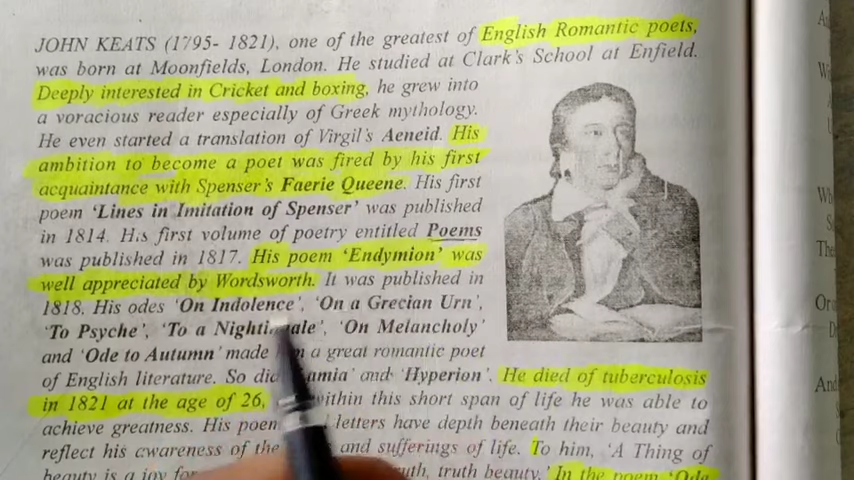 JOHN KEATS (1795- 1821), one of the greatest of English Romantic poets,
was born at Moonfields, London. He studied at Clark's School at Enfield.
Deeply interested in Cricket and boxing, he grew into
a voracious reader especially of Greek mythology.
He even started a translation of Virgil's Aeneid. His
ambition to become a poet was fired by his first
acquaintance with Spenser's Faerie Queene. His first
poem 'Lines in Imitation of Spenser' was published
in 1814. His first volume of poetry entitled Poems
was published in 1817. His poem 'Endymion' was
well appreciated by Wordsworth. It was published in
1818. His odes 'On Indolence', 'On a Grecian Urn',
'To Psyche', 'To a Nightingale', 'On Melancholy'
and 'Ode to Autumn' made a great romantic poet
of English literature. So and 'Hyperion'. He died of tuberculosis
in 1821 at the age of 26, within this short span of life he was able to
achieve greatness. His letters have depth beneath their beauty and
reflect his awareness of the and sufferings of life. To him, 'A Thing of
beauty is a joy truth, truth beauty.' In the poem 'Ode